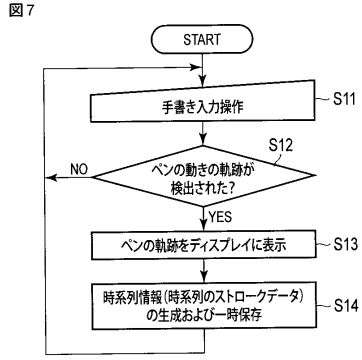 図7
START
手書き入力操作
S11
S12
ペンの動きの軌跡が
検出された?
NO
YES
ペンの軌跡をディスプレイに表示
S13
時系列情報(時系列のストロークデータ)
の生成および一時保存
S14